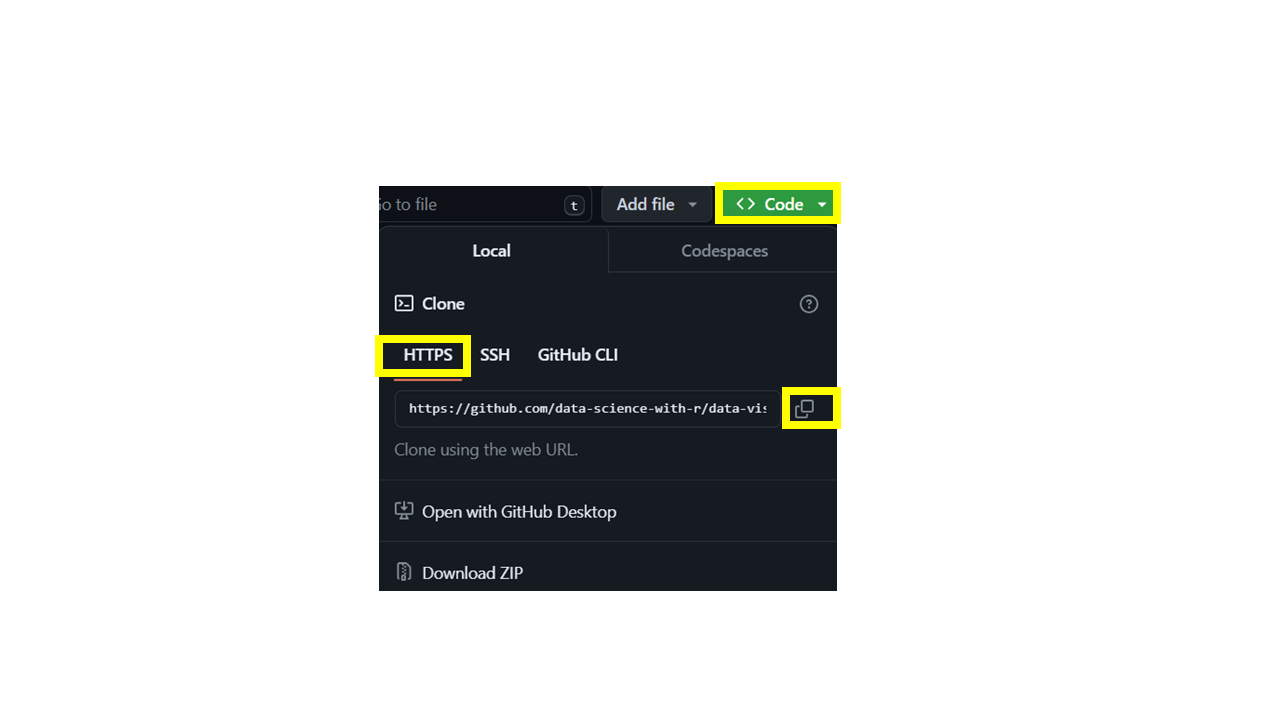 o to file t Add file <> Code
Local Codespaces
Clone ?
HTTPS SSH GitHub CLI
https://github.com/data-science-with-r/data-vis
Clone using the web URL.
Open with GitHub Desktop
Download ZIP